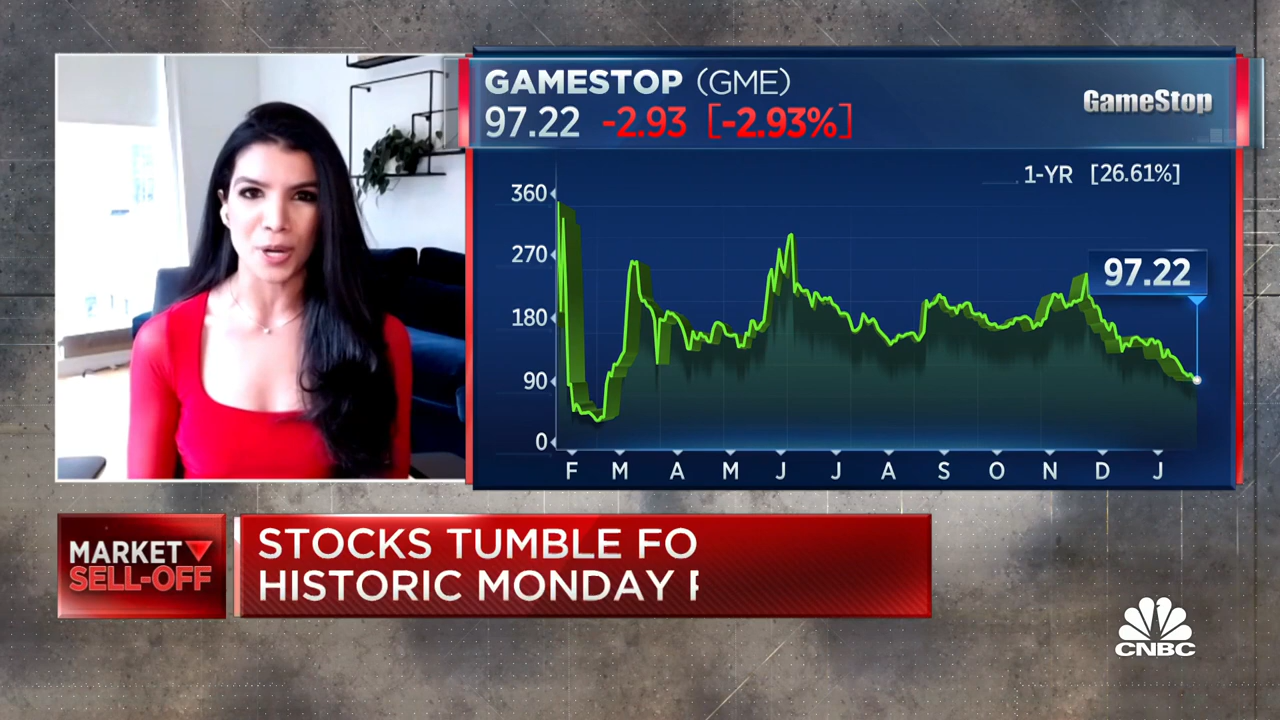 GAMESTOP (GME)
97.22 -2.93 [-2.93%]
GameStop
1-YR [26.61%]
360
270
180
90
0
97.22
F M A M J J A S O N D J
MARKET
SELL-OFF
STOCKS TUMBLE FO
HISTORIC MONDAY
CNBC